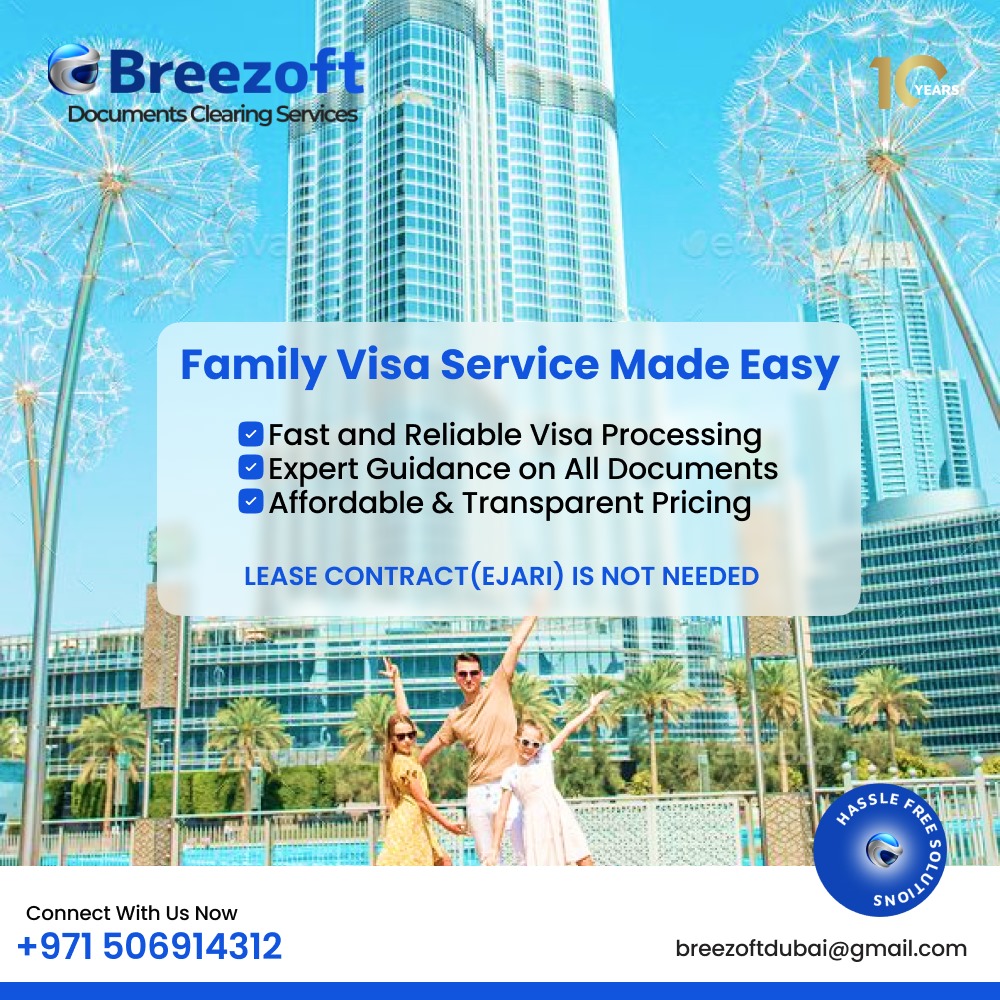 Breezoft
Documents Clearing Services
10 YEARS
Family Visa Service Made Easy
Fast and Reliable Visa Processing
Expert Guidance on All Documents
Affordable & Transparent Pricing
LEASE CONTRACT(EJARI) IS NOT NEEDED
HASSLE FREE SOLUTIONS
Connect With Us Now
+971 506914312
breezoftdubai@gmail.com